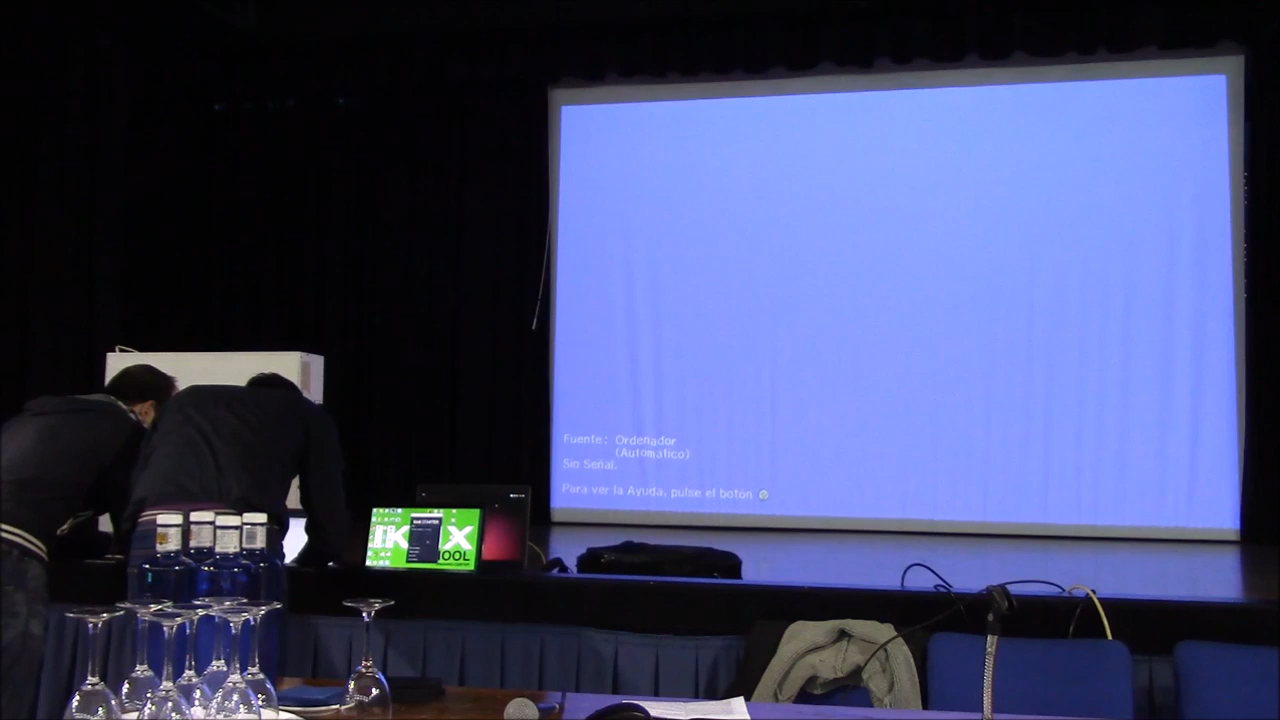 Fuente: Ordenador
(Automatico)
Sin Señal.
Para ver la Ayuda, pulse el botón